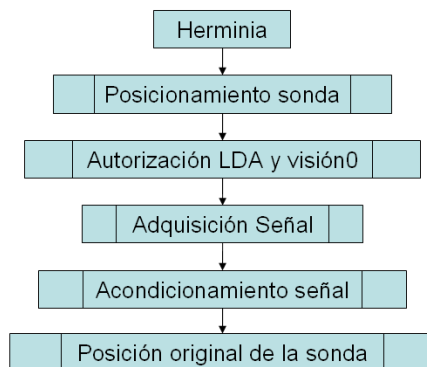 Herminia
Posicionamiento sonda
Autorización LDA y visión0
Adquisición Señal
Acondicionamiento señal
Posición original de la sonda